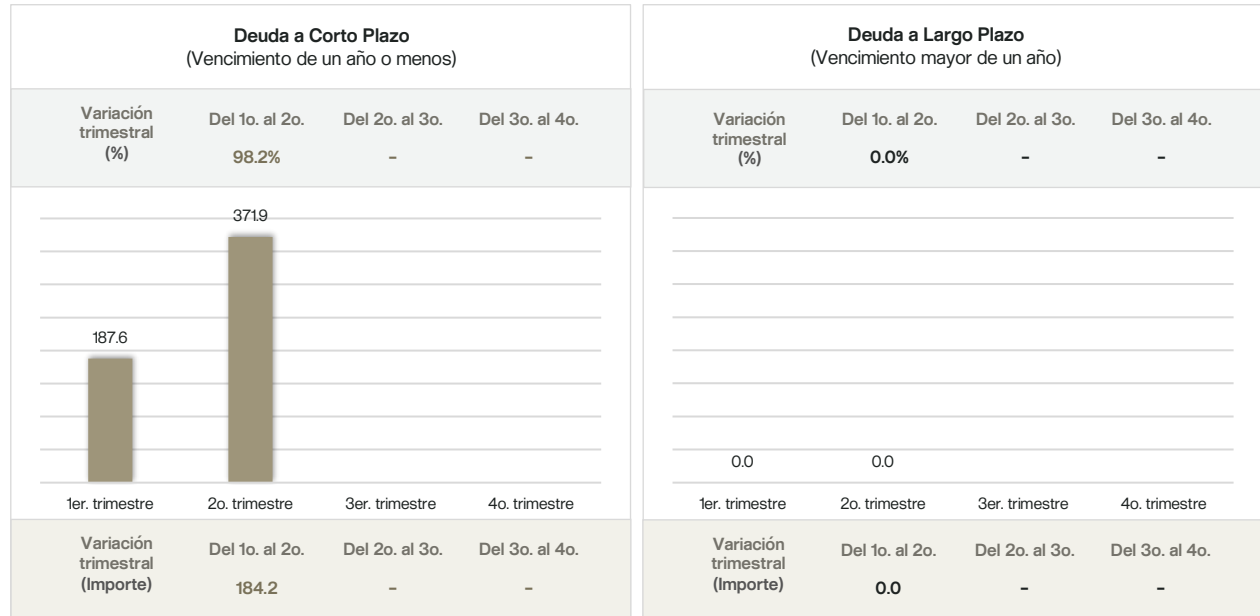 Deuda a Corto Plazo
(Vencimiento de un año o menos)
Variación
trimestral
(%)
Del 1o. al 2o.
Del 2o. al 3o.
Del 3o. al 4o.
98.2%
–
–
371.9
187.6
1er. trimestre
2o. trimestre
3er. trimestre
4o. trimestre
Variación
trimestral
(Importe)
Del 1o. al 2o.
Del 2o. al 3o.
Del 3o. al 4o.
184.2
–
–
Deuda a Largo Plazo
(Vencimiento mayor de un año)
Variación
trimestral
(%)
Del 1o. al 2o.
Del 2o. al 3o.
Del 3o. al 4o.
0.0%
–
–
0.0
0.0
1er. trimestre
2o. trimestre
3er. trimestre
4o. trimestre
Variación
trimestral
(Importe)
Del 1o. al 2o.
Del 2o. al 3o.
Del 3o. al 4o.
0.0
–
–